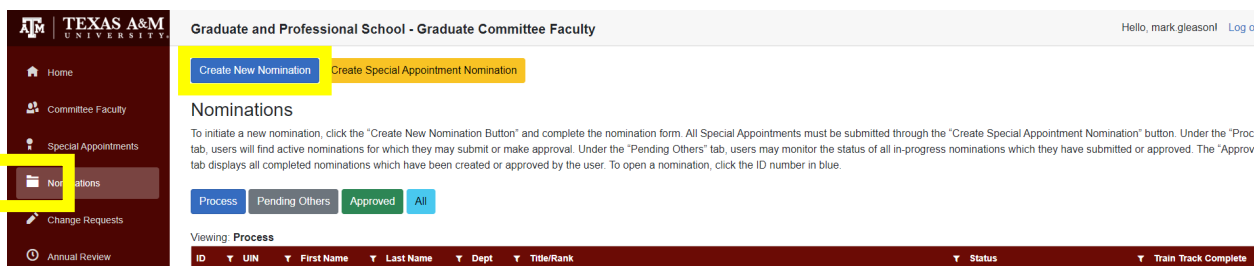 TEXAS A&M
UNIVERSITY
Graduate and Professional School - Graduate Committee Faculty
Hello, mark.gleason! Log o
Home
Committee Faculty
Special Appointments
Nominations
Change Requests
Annual Review
Create New Nomination
Create Special Appointment Nomination
Nominations
To initiate a new nomination, click the “Create New Nomination Button” and complete the nomination form. All Special Appointments must be submitted through the “Create Special Appointment Nomination” button. Under the “Proc
tab, users will find active nominations for which they may submit or make approval. Under the “Pending Others” tab, users may monitor the status of all in-progress nominations which they have submitted or approved. The “Approv
tab displays all completed nominations which have been created or approved by the user. To open a nomination, click the ID number in blue.
Process Pending Others Approved All
Viewing: Process
ID UIN First Name Last Name Dept Title/Rank Status Train Track Complete